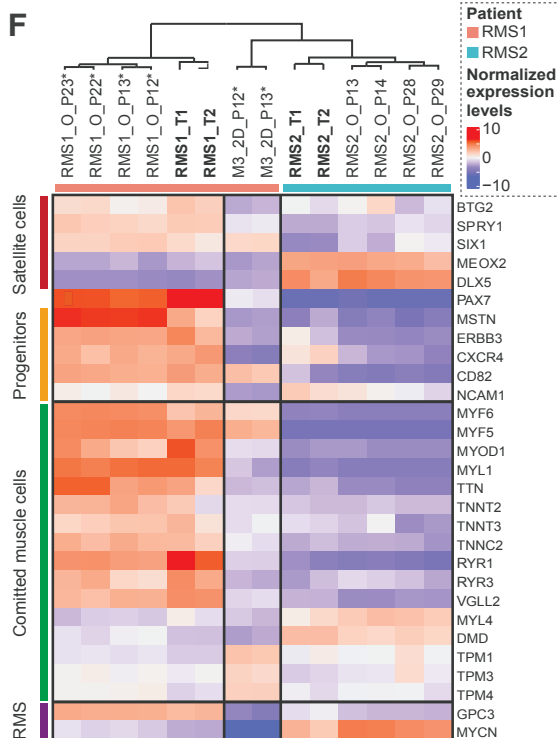 F
Patient
RMS1
RMS2
Normalized
expression
levels
10
0
−10
RMS1_O_P23*
RMS1_O_P22*
RMS1_O_P13*
RMS1_O_P12*
RMS1_T1
RMS1_T2
M3_2D_P12*
M3_2D_P13*
RMS2_T1
RMS2_T2
RMS2_O_P13
RMS2_O_P14
RMS2_O_P28
RMS2_O_P29
Satellite cells
BTG2
SPRY1
SIX1
MEOX2
DLX5
PAX7
Progenitors
MSTN
ERBB3
CXCR4
CD82
NCAM1
Comitted muscle cells
MYF6
MYF5
MYOD1
MYL1
TTN
TNNT2
TNNT3
TNNC2
RYR1
RYR3
VGLL2
MYL4
DMD
TPM1
TPM3
TPM4
RMS
GPC3
MYCN